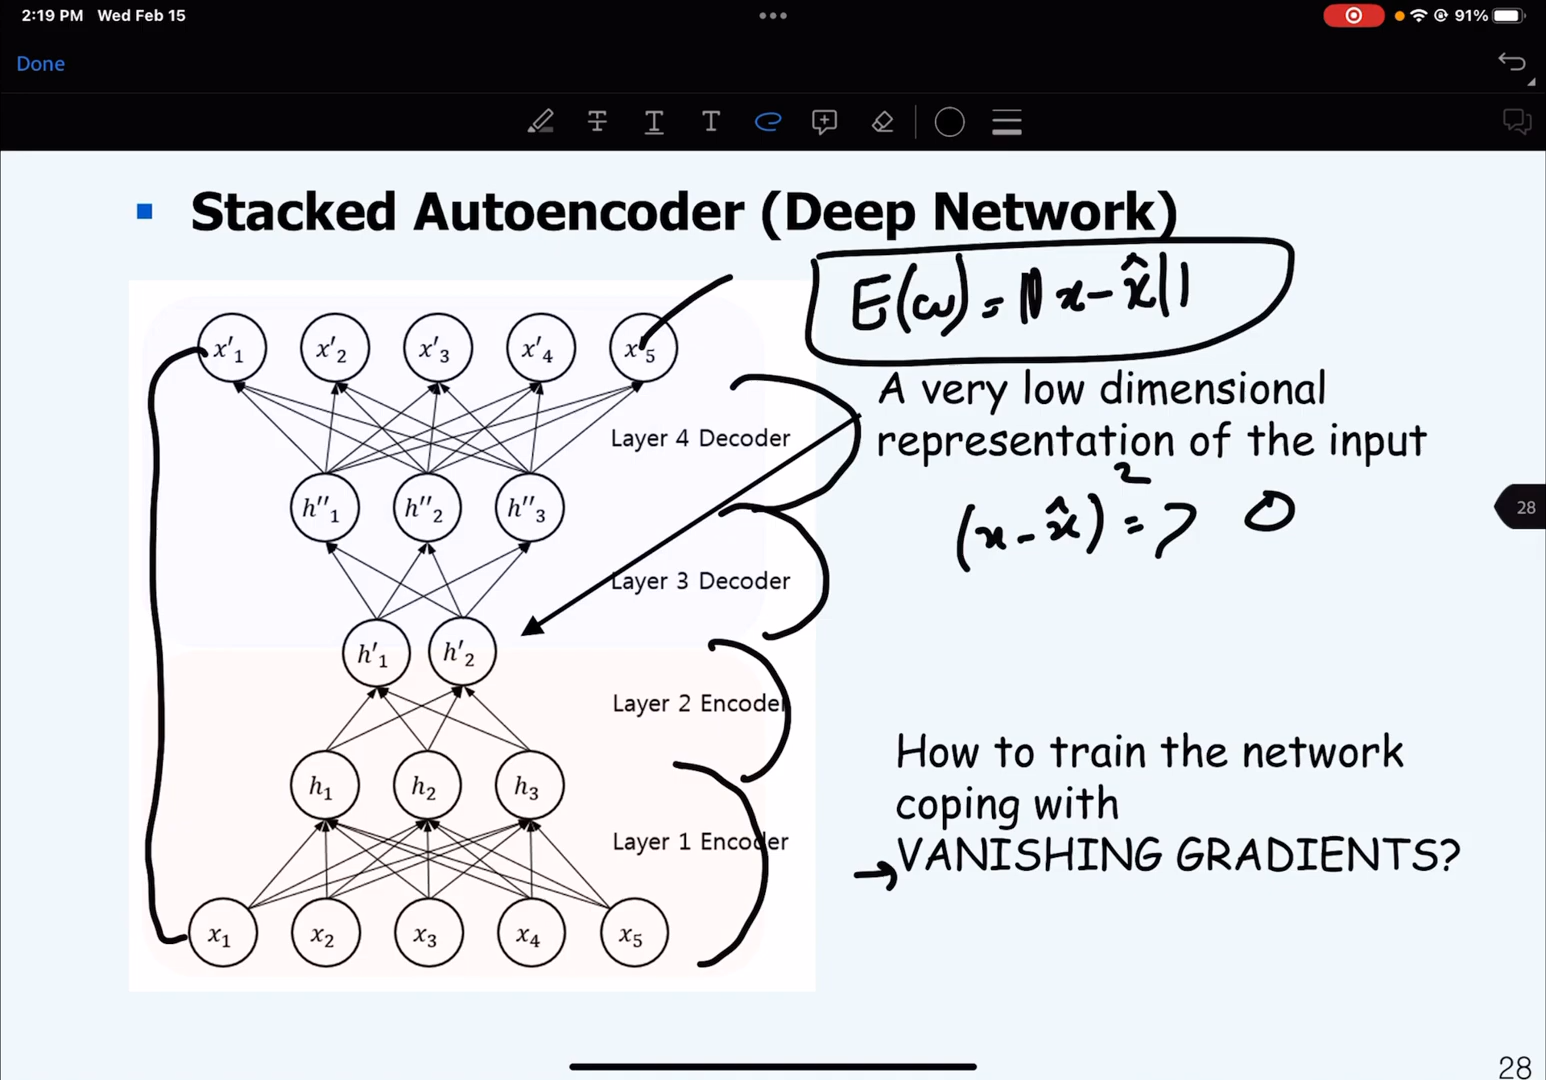 2:19 PM Wed Feb 15
91%
Done
Stacked Autoencoder (Deep Network)
E(w) = ||x - x̂||
x'₁ x'₂ x'₃ x'₄ x'₅
A very low dimensional
representation of the input
Layer 4 Decoder
(x - x̂)² => 0
h''₁ h''₂ h''₃
28
Layer 3 Decoder
h'₁ h'₂
Layer 2 Encoder
How to train the network
coping with
VANISHING GRADIENTS?
h₁ h₂ h₃
Layer 1 Encoder
x₁ x₂ x₃ x₄ x₅
28